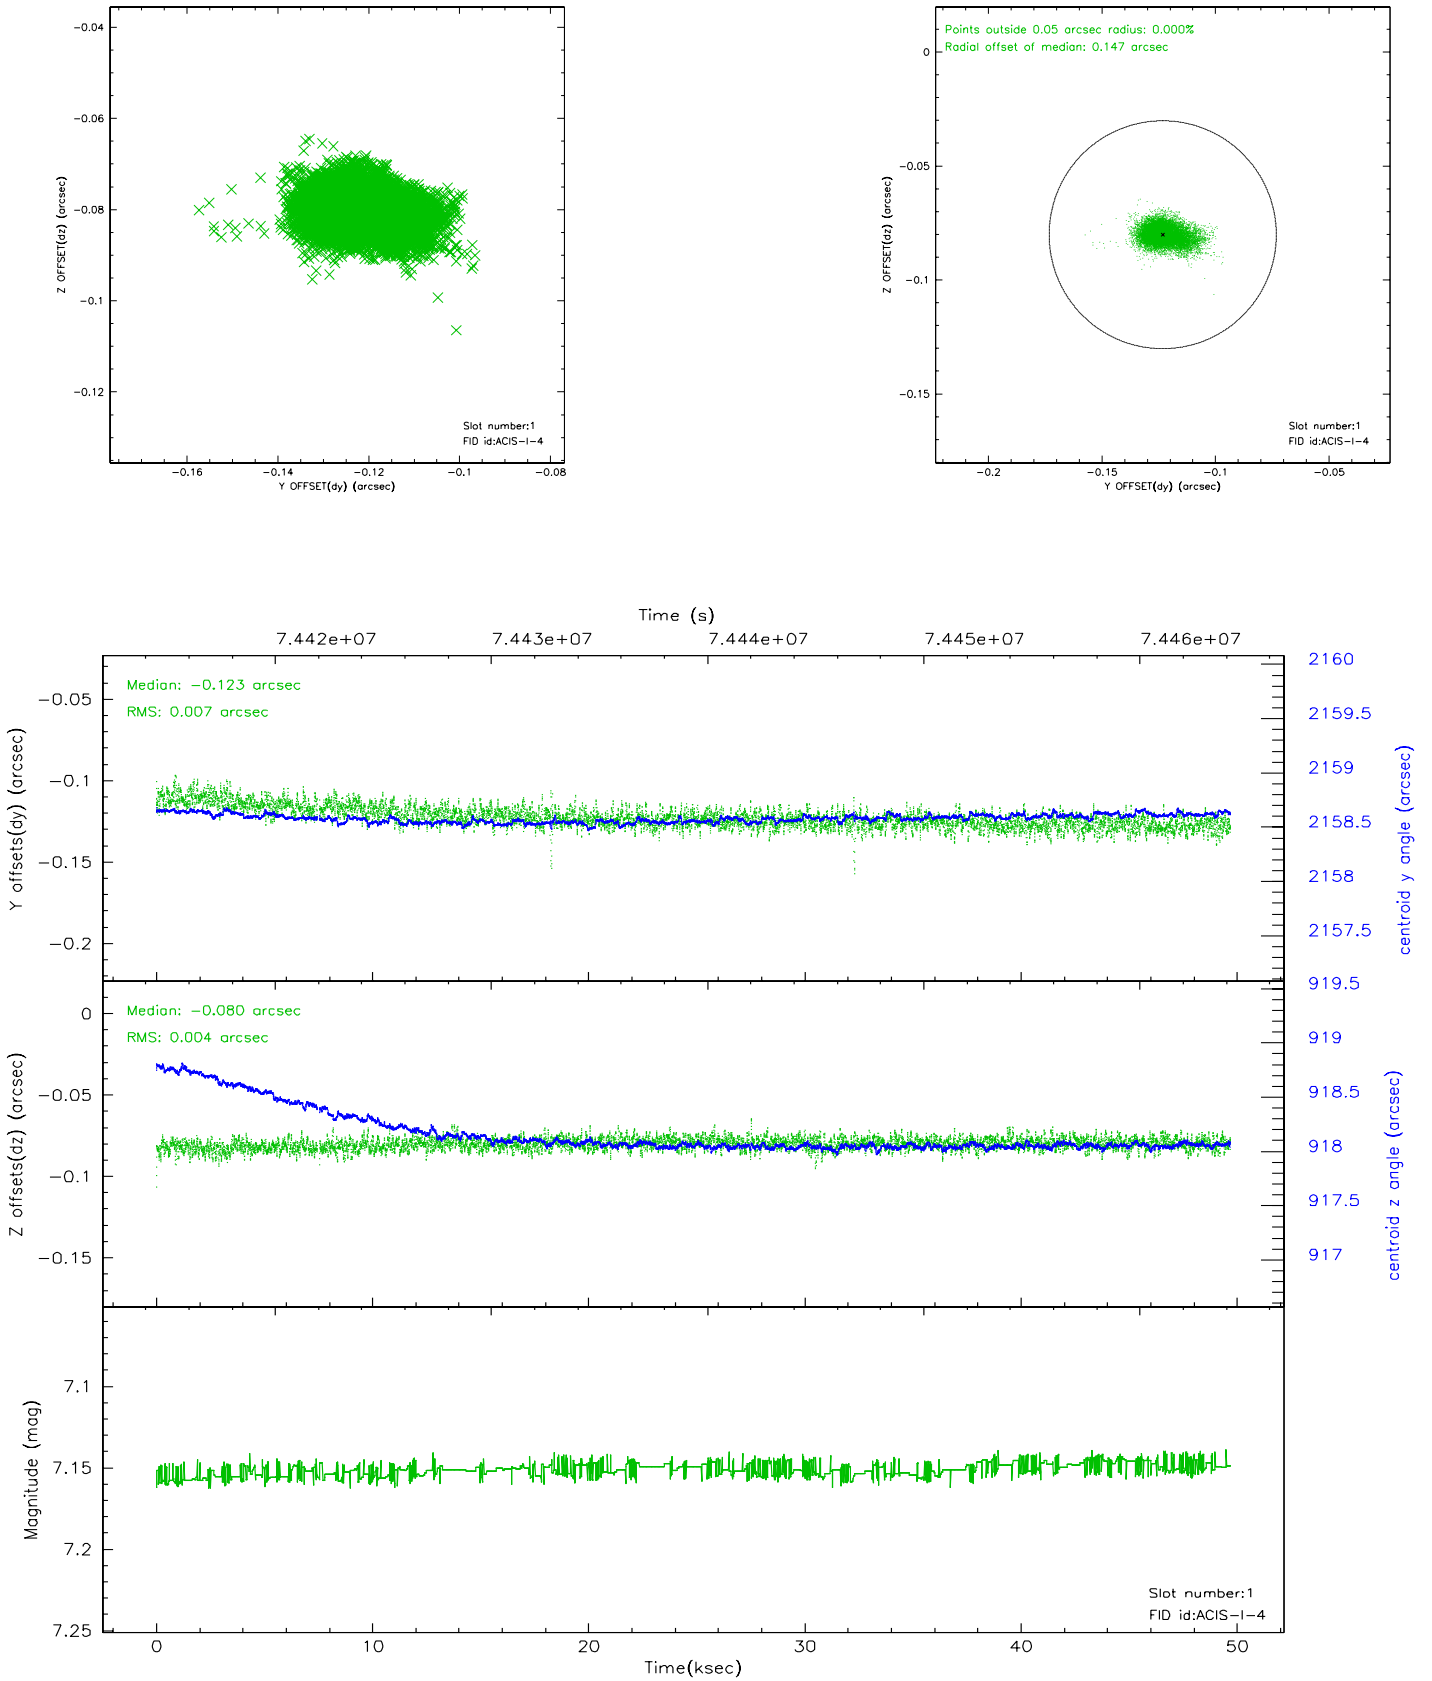 −0.04
−0.06
−0.08
−0.1
−0.12
Z OFFSET(dz) (arcsec)
Slot number:1
FID id:ACIS−I−4
−0.16
−0.14
−0.12
−0.1
−0.08
Y OFFSET(dy) (arcsec)
Points outside 0.05 arcsec radius: 0.000%
Radial offset of median: 0.147 arcsec
0
−0.05
−0.1
−0.15
Z OFFSET(dz) (arcsec)
Slot number:1
FID id:ACIS−I−4
−0.2
−0.15
−0.1
−0.05
Y OFFSET(dy) (arcsec)
Time (s)
7.442e+07
7.443e+07
7.444e+07
7.445e+07
7.446e+07
Median: −0.123 arcsec
RMS: 0.007 arcsec
−0.05
−0.1
−0.15
−0.2
Y offsets(dy) (arcsec)
2160
2159.5
2159
2158.5
2158
2157.5
centroid y angle (arcsec)
Median: −0.080 arcsec
RMS: 0.004 arcsec
0
−0.05
−0.1
−0.15
Z offsets(dz) (arcsec)
919.5
919
918.5
918
917.5
917
centroid z angle (arcsec)
7.1
7.15
7.2
7.25
Magnitude (mag)
Slot number:1
FID id:ACIS−I−4
0
10
20
30
40
50
Time(ksec)